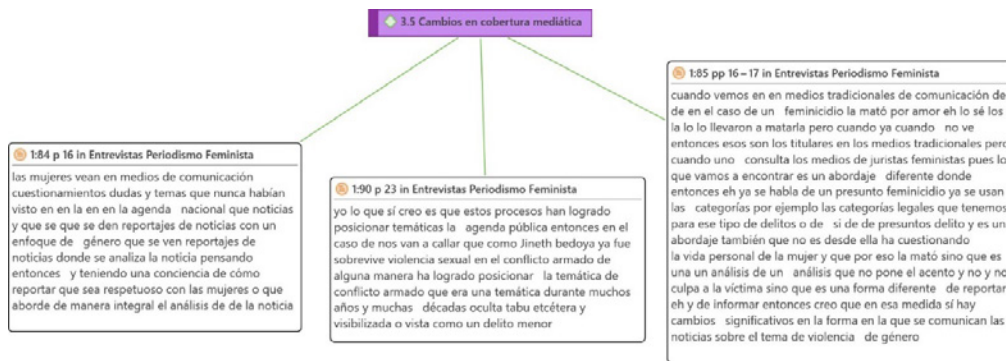 3.5 Cambios en cobertura mediática
1:84 p 16 in Entrevistas Periodismo Feminista
las mujeres vean en medios de comunicación
cuestionamientos dudas y temas que nunca habían
visto en en la en en la agenda nacional que noticias
y que se que se den reportajes de noticias con un
enfoque de género que se ven reportajes de
noticias donde se analiza la noticia pensando
entonces y teniendo una conciencia de cómo
reportar que sea respetuoso con las mujeres o que
aborde de manera integral el análisis de de la noticia
1:90 p 23 in Entrevistas Periodismo Feminista
yo lo que sí creo es que estos procesos han logrado
posicionar temáticas la agenda pública entonces en el
caso de nos van a callar que como Jineth bedoya ya fue
sobrevive violencia sexual en el conflicto armado de
alguna manera ha logrado posicionar la temática de
conflicto armado que era una temática durante muchos
años y muchas décadas oculta tabu etcétera y
visibilizada o vista como un delito menor
1:85 pp 16 – 17 in Entrevistas Periodismo Feminista
cuando vemos en en medios tradicionales de comunicación de
de en el caso de un feminicidio la mató por amor eh lo sé los
la lo lo llevaron a matarla pero cuando ya cuando no ve
entonces esos son los titulares en los medios tradicionales pero
cuando uno consulta los medios de juristas feministas pues lo
que vamos a encontrar es un abordaje diferente donde
entonces eh ya se habla de un presunto feminicidio ya se usan
las categorías por ejemplo las categorías legales que tenemos
para ese tipo de delitos o de si de de presuntos delito y es un
abordaje también que no es desde ella ha cuestionando
la vida personal de la mujer y que por eso la mató sino que es
una un análisis de un análisis que no pone el acento y no y no
culpa a la víctima sino que es una forma diferente de reportar
eh y de informar entonces creo que en esa medida sí hay
cambios significativos en la forma en la que se comunican las
noticias sobre el tema de violencia de género